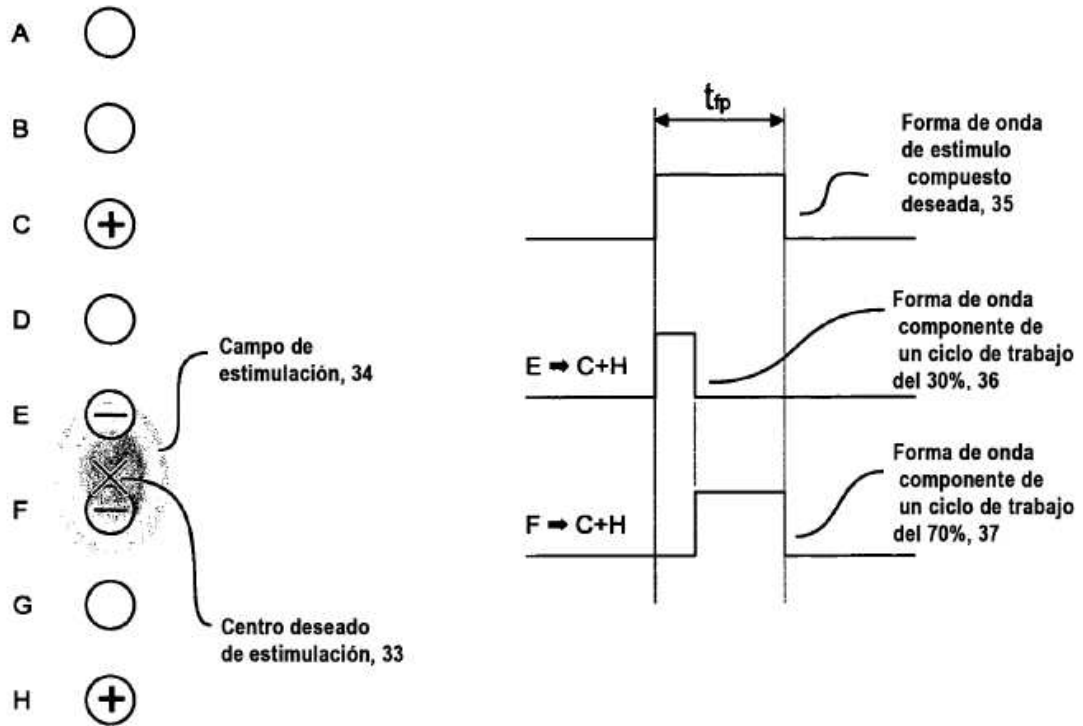 A
B
C
+
D
E
−
F
−
G
H
+
Campo de
estimulación, 34
Centro deseado
de estimulación, 33
tfp
Forma de onda
de estimulo
compuesto
deseada, 35
E ➡ C+H
Forma de onda
componente de
un ciclo de trabajo
del 30%, 36
F ➡ C+H
Forma de onda
componente de
un ciclo de trabajo
del 70%, 37